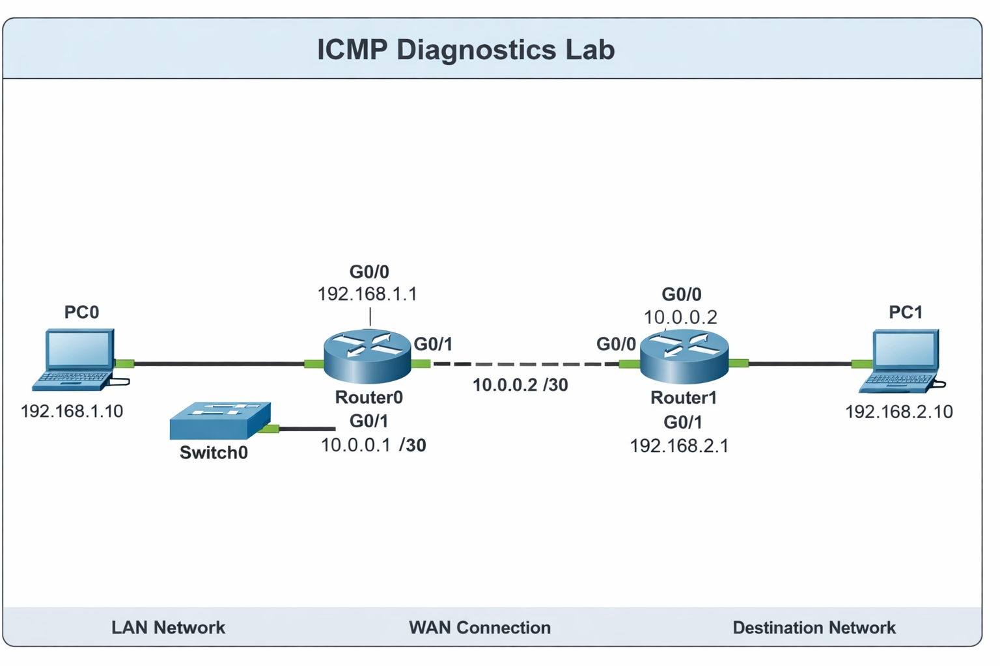 ICMP Diagnostics Lab
G0/0
192.168.1.1
G0/0
10.0.0.2
PC0
PC1
G0/1
G0/0
10.0.0.2 /30
Router0
Router1
192.168.1.10
192.168.2.10
G0/1
10.0.0.1 /30
G0/1
192.168.2.1
Switch0
LAN Network
WAN Connection
Destination Network